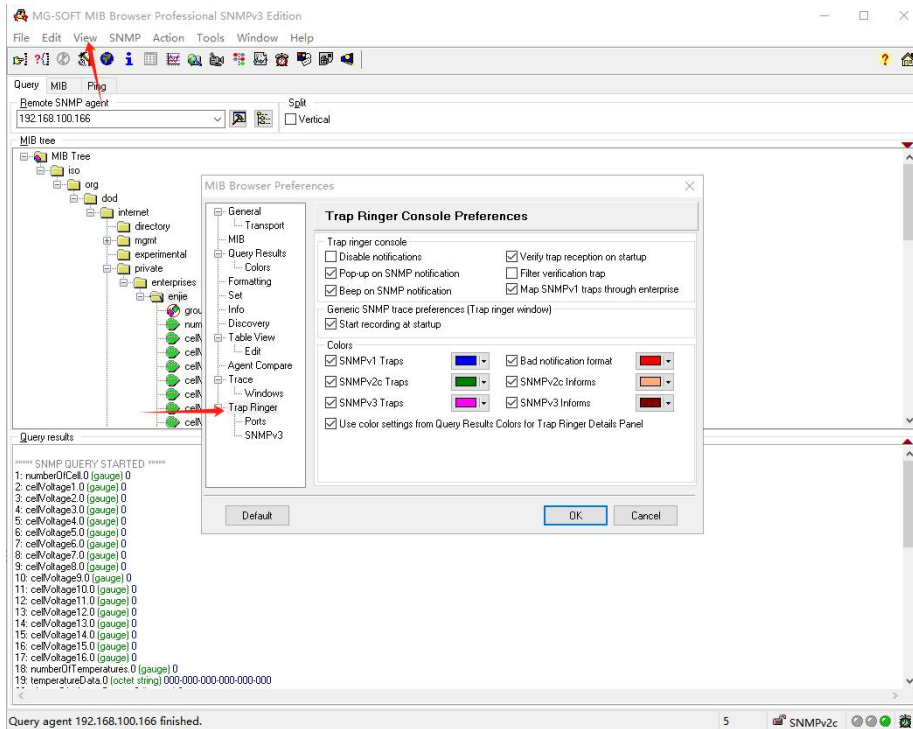 MG-SOFT MIB Browser Professional SNMPv3 Edition
File Edit View SNMP Action Tools Window Help
Query MIB Ping
Remote SNMP agent
Split
192.168.100.166
Vertical
MIB tree
MIB Tree
iso
org
dod
internet
directory
mgmt
experimental
private
enterprises
enjie
grou
num
cellV
cellV
cellV
cellV
cellV
cellV
cellV
MIB Browser Preferences
General
Transport
MIB
Query Results
Colors
Formatting
Set
Info
Discovery
Table View
Edit
Agent Compare
Trace
Windows
Trap Ringer
Ports
SNMPv3
Trap Ringer Console Preferences
Trap ringer console
Disable notifications
Verify trap reception on startup
Pop-up on SNMP notification
Filter verification trap
Beep on SNMP notification
Map SNMPv1 traps through enterprise
Generic SNMP trace preferences (Trap ringer window)
Start recording at startup
Colors
SNMPv1 Traps
Bad notification format
SNMPv2c Traps
SNMPv2c Informs
SNMPv3 Traps
SNMPv3 Informs
Use color settings from Query Results Colors for Trap Ringer Details Panel
Default
OK
Cancel
Query results
***** SNMP QUERY STARTED *****
1: numberOfCell.0 (gauge) 0
2: cellVoltage1.0 (gauge) 0
3: cellVoltage2.0 (gauge) 0
4: cellVoltage3.0 (gauge) 0
5: cellVoltage4.0 (gauge) 0
6: cellVoltage5.0 (gauge) 0
7: cellVoltage6.0 (gauge) 0
8: cellVoltage7.0 (gauge) 0
9: cellVoltage8.0 (gauge) 0
10: cellVoltage9.0 (gauge) 0
11: cellVoltage10.0 (gauge) 0
12: cellVoltage11.0 (gauge) 0
13: cellVoltage12.0 (gauge) 0
14: cellVoltage13.0 (gauge) 0
15: cellVoltage14.0 (gauge) 0
16: cellVoltage15.0 (gauge) 0
17: cellVoltage16.0 (gauge) 0
18: numberOfTemperatures.0 (gauge) 0
19: temperatureData.0 (octet string) 000-000-000-000-000-000
Query agent 192.168.100.166 finished.
5
SNMPv2c